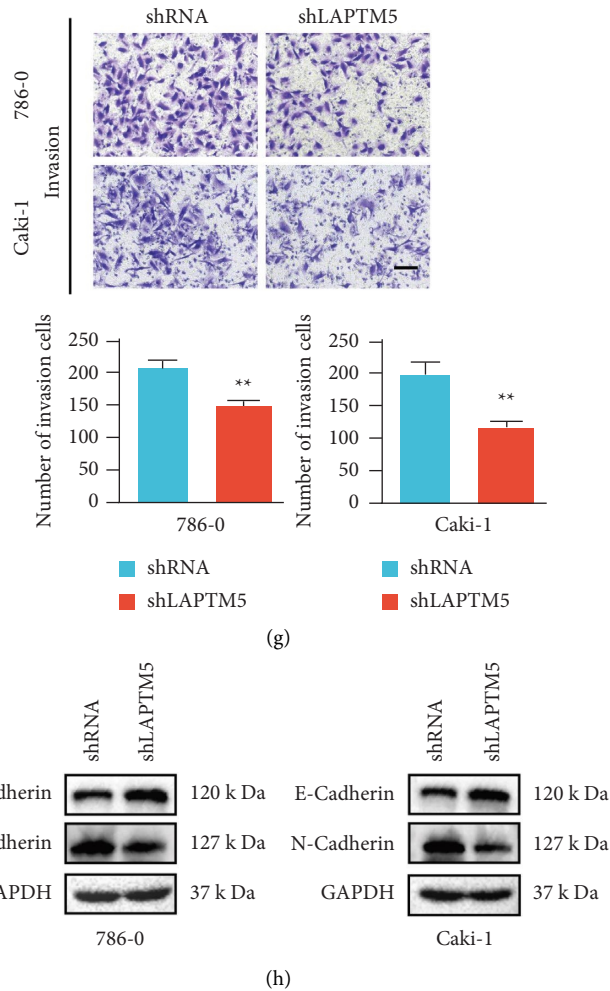 shRNA shLAPTM5
786-0
Invasion
Caki-1
Number of invasion cells
250
200
150
100
50
0
**
786-0
shRNA
shLAPTM5
Number of invasion cells
250
200
150
100
50
0
**
Caki-1
shRNA
shLAPTM5
(g)
shRNA
shLAPTM5
dherin 120 k Da
dherin 127 k Da
APDH 37 k Da
786-0
shRNA
shLAPTM5
E-Cadherin 120 k Da
N-Cadherin 127 k Da
GAPDH 37 k Da
Caki-1
(h)